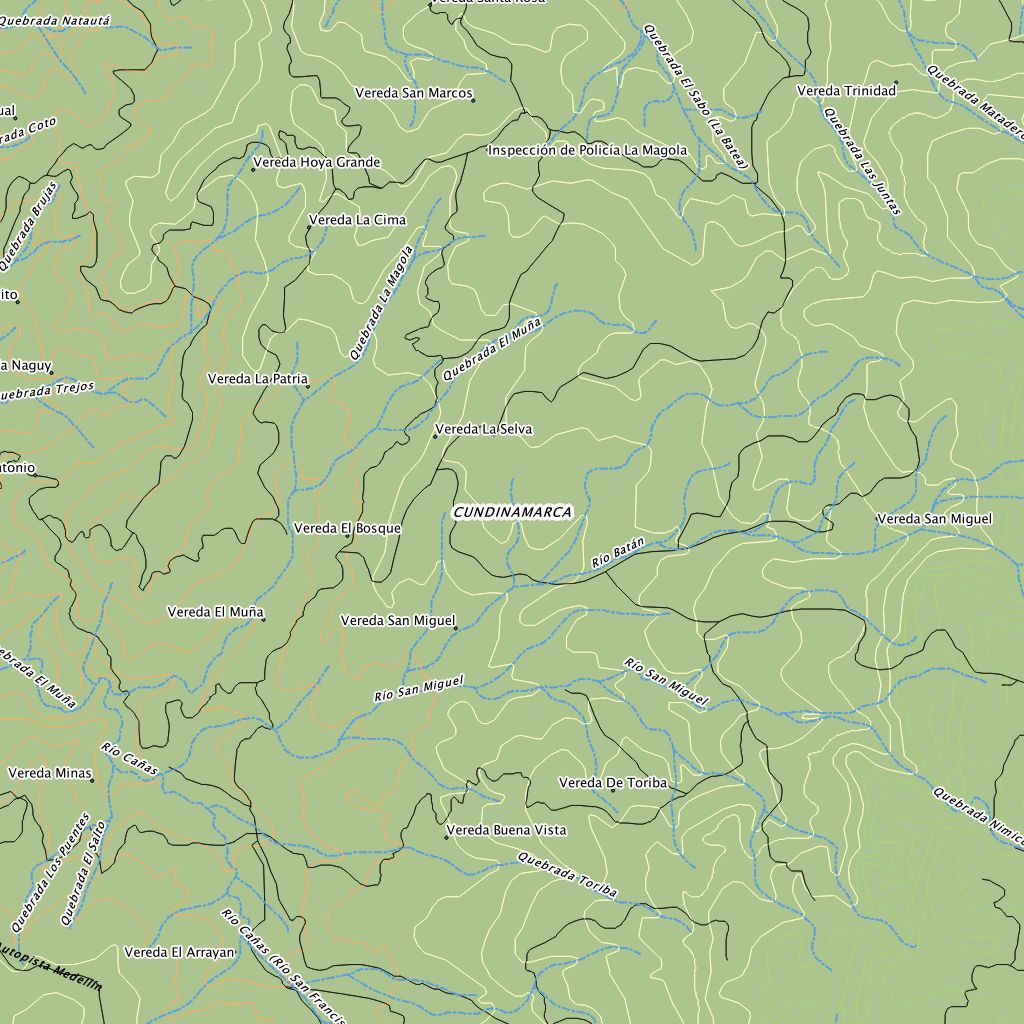 Vereda Santa Rosa
Quebrada Natautá
Quebrada El Sabo (La Batea)
Quebrada Matadero
Vereda San Marcos
Vereda Trinidad
Quebrada Las Juntas
Inspección de Policía La Magola
Vereda Hoya Grande
Quebrada Brujas
Vereda La Cima
Quebrada La Magola
Quebrada El Muña
Vereda La Patria
Quebrada Trejos
Vereda La Selva
CUNDINAMARCA
Vereda San Miguel
Vereda El Bosque
Río Batán
Vereda El Muña
Vereda San Miguel
Quebrada El Muña
Río San Miguel
Río San Miguel
Río Cañas
Vereda Minas
Vereda De Toriba
Quebrada Nimico
Vereda Buena Vista
Quebrada Los Puentes
Quebrada El Saito
Quebrada Toriba
Río Cañas (Río San Francis
Vereda El Arrayan
Autopista Medellín